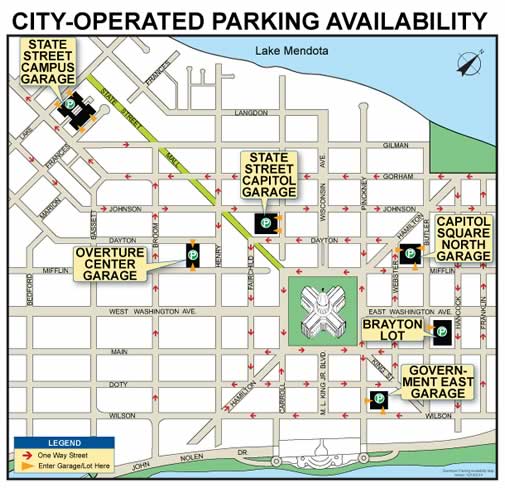 CITY-OPERATED PARKING AVAILABILITY
Lake Mendota
N
STATE
STREET
CAMPUS
GARAGE
FRANCES
STATE STREET
MALL
LANGDON
LAKE
FRANCES
GILMAN
STATE
STREET
CAPITOL
GARAGE
WISCONSIN
AVE.
PINCKNEY
GORHAM
MARION
BASSETT
JOHNSON
BROOM
JOHNSON
HAMILTON
BUTLER
CAPITOL
SQUARE
NORTH
GARAGE
DAYTON
DAYTON
OVERTURE
CENTER
GARAGE
HENRY
FAIRCHILD
WEBSTER
MIFFLIN
MIFFLIN
BEDFORD
WEST WASHINGTON AVE.
EAST WASHINGTON AVE.
HANCOCK
FRANKLIN
BRAYTON
LOT
MAIN
KING ST.
DOTY
HAMILTON
CARROLL
M. L. KING JR. BLVD.
GOVERN-
MENT EAST
GARAGE
WILSON
WILSON
LEGEND
One Way Street
Enter Garage/Lot Here
JOHN NOLEN DR.